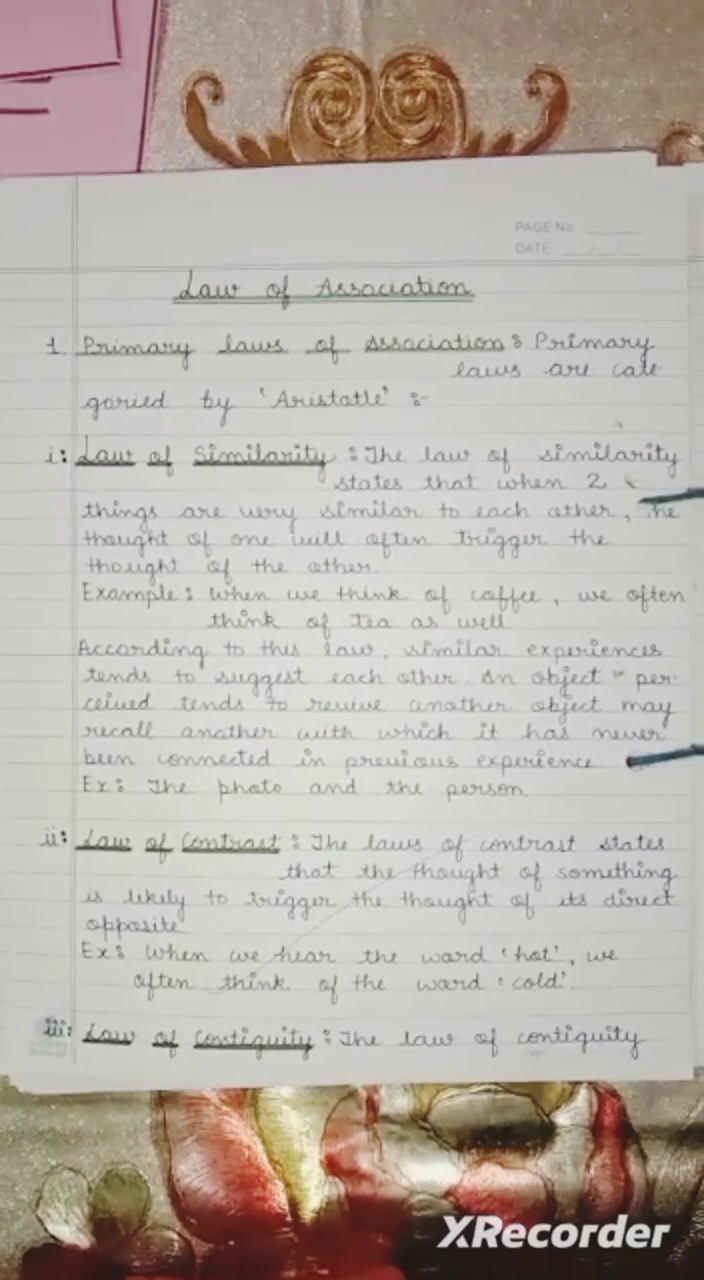 PAGE No.
DATE
Law of Association
1 Primary laws of Association : Primary
laws are cate
goried by 'Aristotle' :-
i: Law of Similarity : The law of similarity
states that when 2
things are very similar to each other, the
thought of one will often trigger the
thought of the other.
Example : When we think of coffee, we often
think of Tea as well
According to this law, similar experiences
tends to suggest each other. An object per-
ceived tends to revive another object may
recall another with which it has never
been connected in previous experience
Ex : The photo and the person.
ii: Law of Contrast : The laws of contrast states
that the thought of something
is likely to trigger the thought of its direct
opposite
Ex : When we hear the word 'hot', we
often think of the word 'cold'.
iii: Law of Contiguity : The law of contiguity
XRecorder